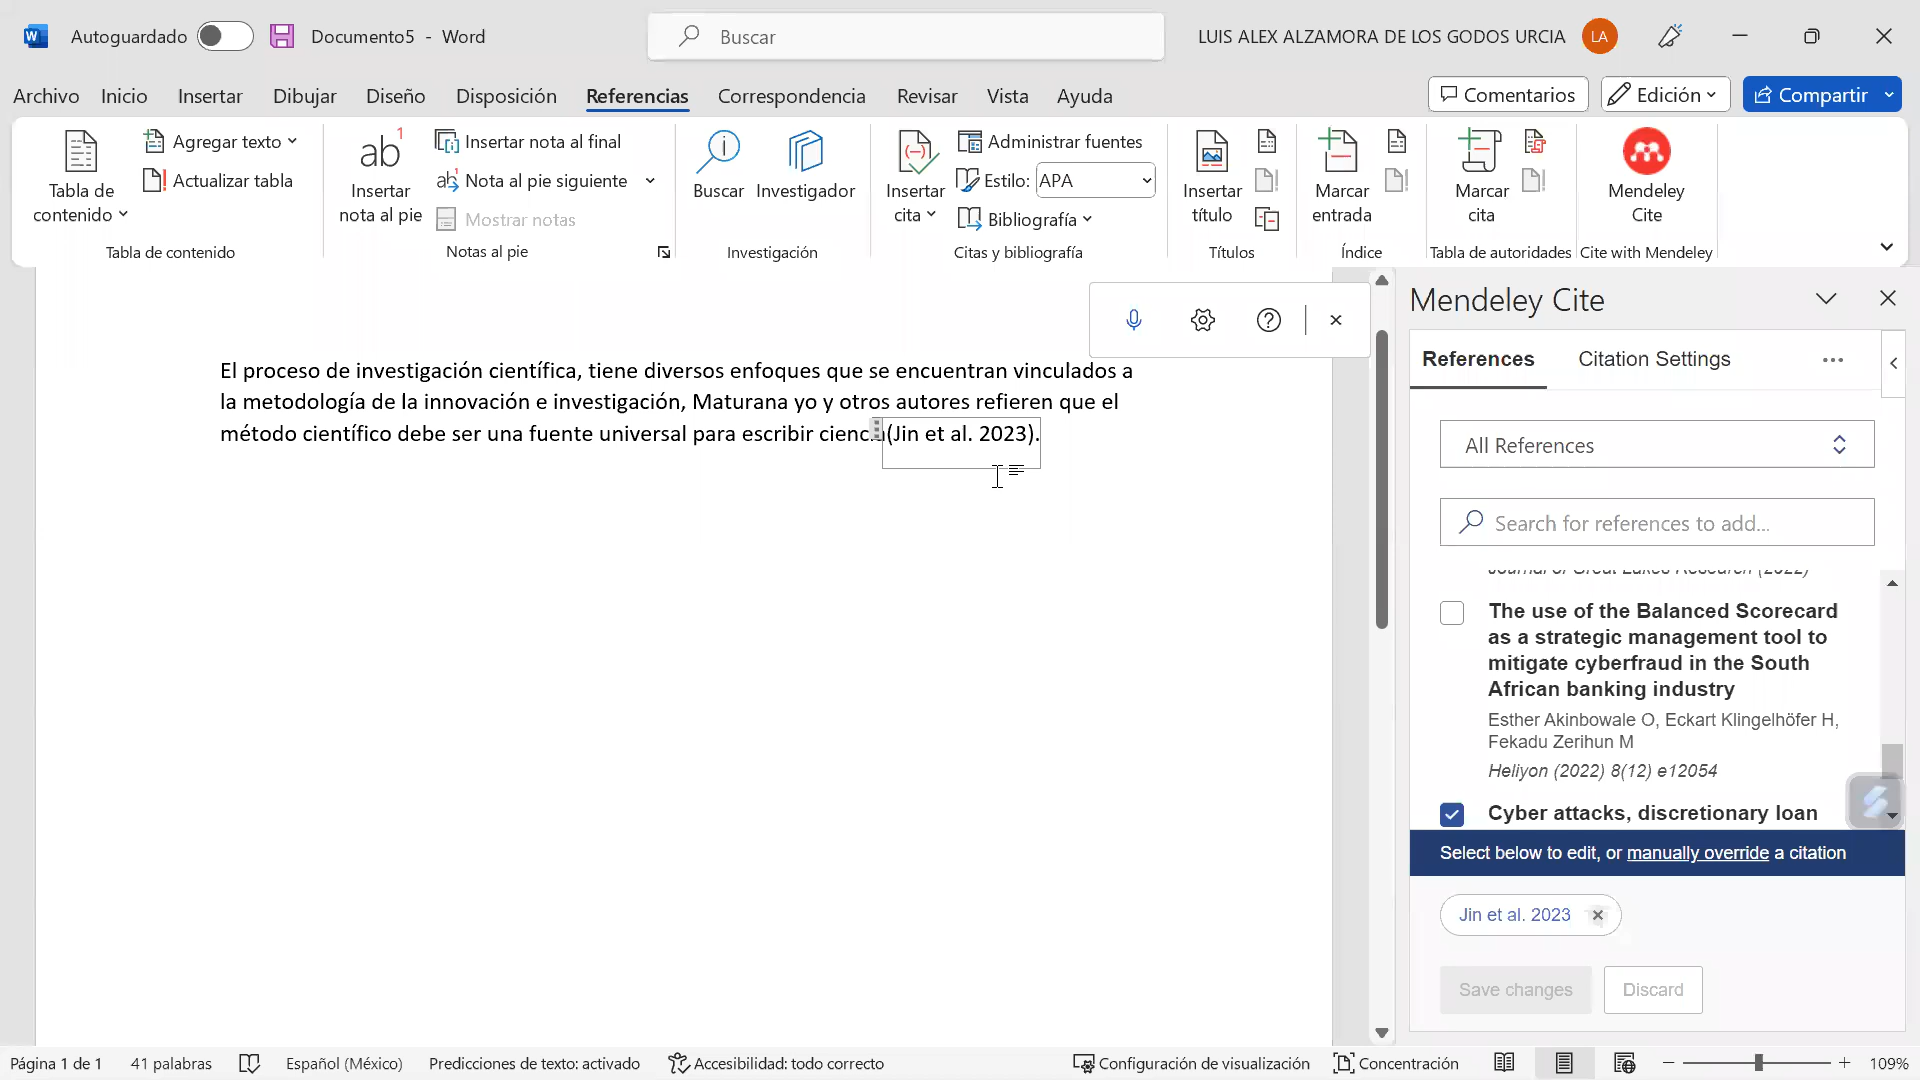 Autoguardado
Documento5 - Word
Buscar
LUIS ALEX ALZAMORA DE LOS GODOS URCIA
LA
Archivo Inicio Insertar Dibujar Diseño Disposición Referencias Correspondencia Revisar Vista Ayuda
Comentarios
Edición
Compartir
Tabla de
contenido
Agregar texto
Actualizar tabla
Tabla de contenido
ab
1
Insertar
nota al pie
Insertar nota al final
Nota al pie siguiente
Mostrar notas
Notas al pie
Buscar
Investigador
Investigación
Insertar
cita
Administrar fuentes
Estilo: APA
Bibliografía
Citas y bibliografía
Insertar
título
Títulos
Marcar
entrada
Índice
Marcar
cita
Tabla de autoridades
Mendeley
Cite
Cite with Mendeley
El proceso de investigación científica, tiene diversos enfoques que se encuentran vinculados a
la metodología de la innovación e investigación, Maturana yo y otros autores refieren que el
método científico debe ser una fuente universal para escribir ciencia(Jin et al. 2023).
Mendeley Cite
References
Citation Settings
All References
Search for references to add...
Journal of Great Lakes Research (2022)
The use of the Balanced Scorecard
as a strategic management tool to
mitigate cyberfraud in the South
African banking industry
Esther Akinbowale O, Eckart Klingelhöfer H,
Fekadu Zerihun M
Heliyon (2022) 8(12) e12054
Cyber attacks, discretionary loan
Select below to edit, or manually override a citation
Jin et al. 2023
Save changes
Discard
Página 1 de 1
41 palabras
Español (México)
Predicciones de texto: activado
Accesibilidad: todo correcto
Configuración de visualización
Concentración
109%